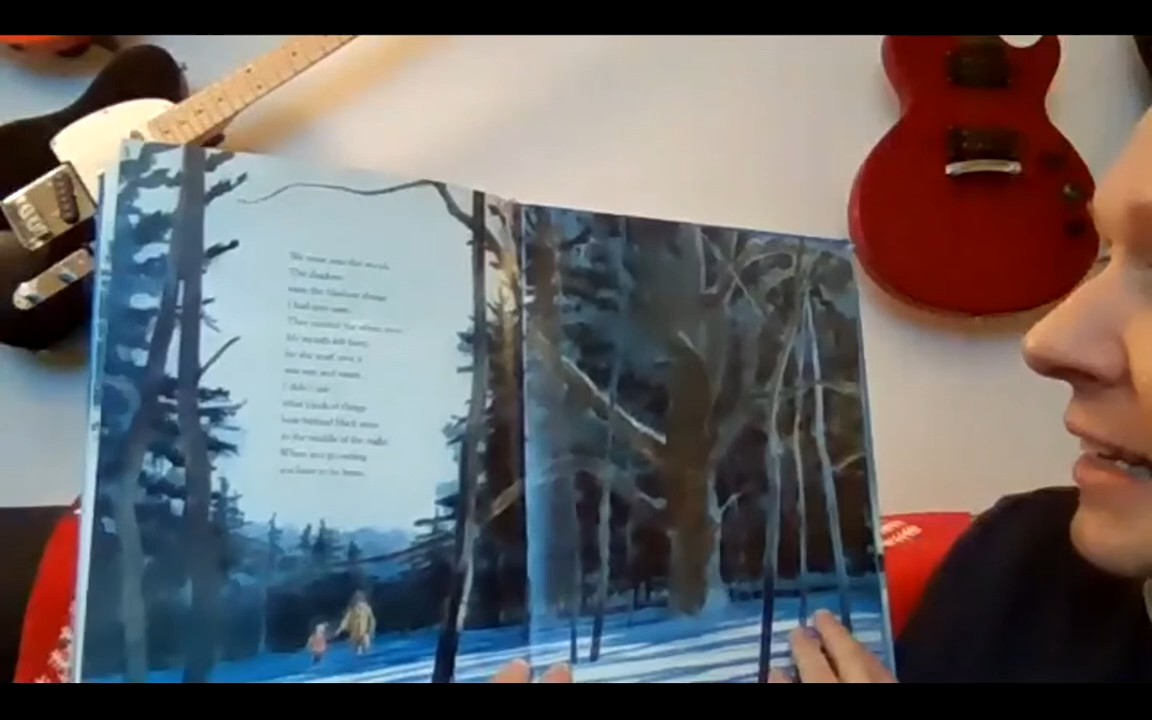 We went into the woods.
The shadows
were the blackest things
I had ever seen.
They stained the white snow.
My mouth felt furry,
for the scarf over it
was wet and warm.
I didn't ask
what kinds of things
hide behind black trees
in the middle of the night.
When you go owling
you have to be brave.